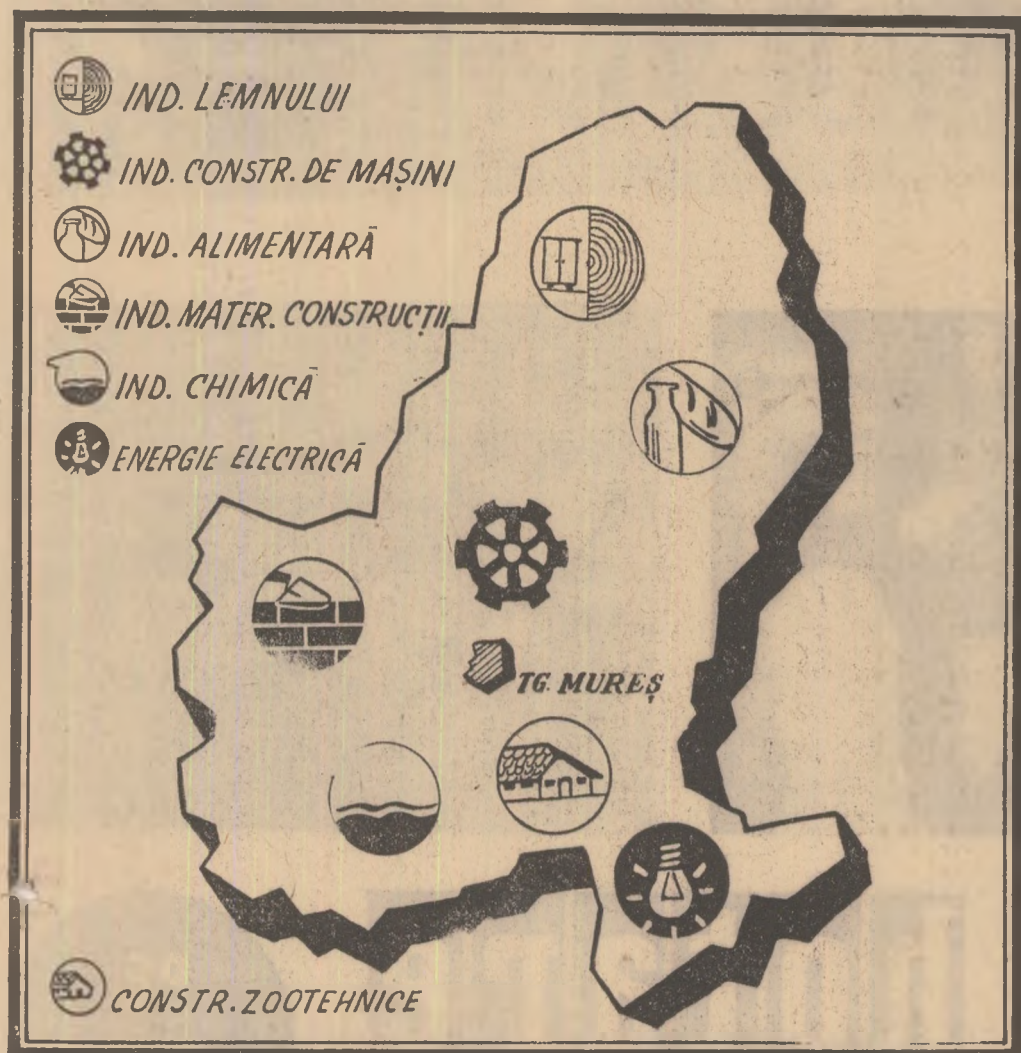 IND. LEMNULUI
IND. CONSTR. DE MAȘINI
IND. ALIMENTARĂ
IND. MATER. CONSTRUCȚII
IND. CHIMICĂ
ENERGIE ELECTRICĂ
TG. MUREȘ
CONSTR. ZOOTEHNICE